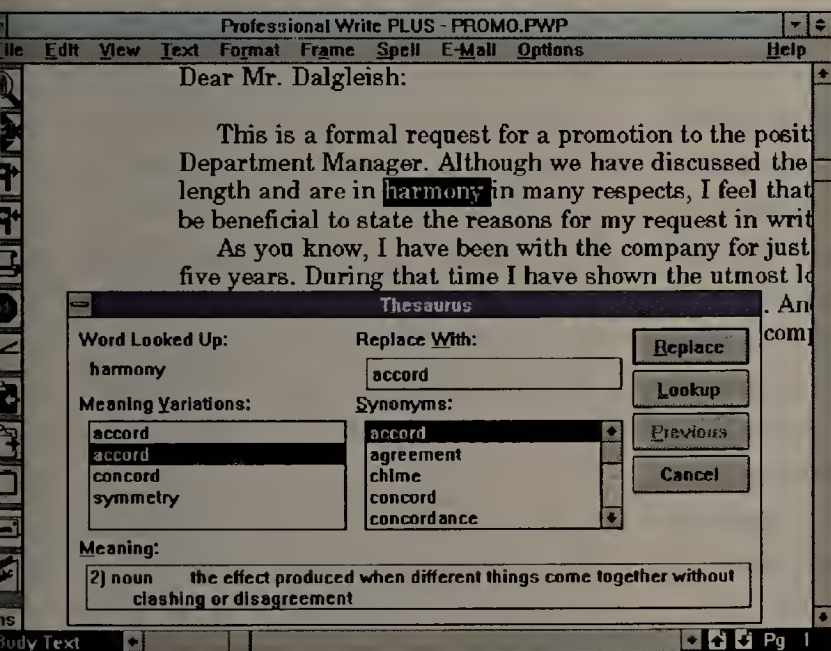 Professional Write PLUS - PROMO.PWP
Edit View Text Format Frame Spell E-Mail Options Help
Dear Mr. Dalgleish:
This is a formal request for a promotion to the
Department Manager. Although we have discussed the
length and are in harmony in many respects, I feel that
be beneficial to state the reasons for my request in
As you know, I have been with the company for just
five years. During that time I have shown the utmost
Thesaurus
Word Looked Up:
harmony
Replace With:
accord
Meaning Variations:
accord
accord
concord
symmetry
Synonyms:
accord
agreement
chime
concord
concordance
Replace
Lookup
Previous
Cancel
Meaning:
2) noun the effect produced when different things come together without
clashing or disagreement
Body Text
Pg 1